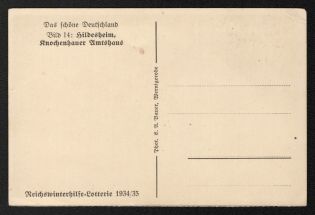 Das schöne Deutschland
Bild 14: Hildesheim,
Knochenhauer Amtshaus
Phot. E. R. Bauer, Wernigerode
Reichswinterhilfe-Lotterie 1934/35